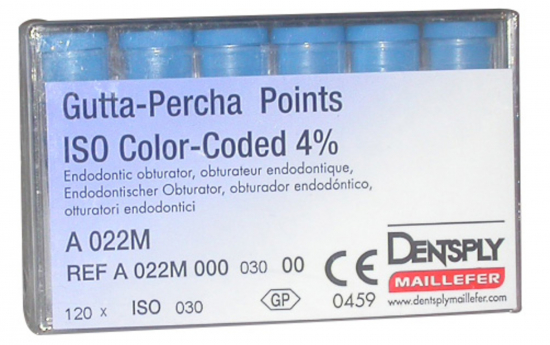 Gutta-Percha Points
ISO Color-Coded 4%
Endodontic obturator, obturateur endodontique,
Endodontischer Obturator, obturador endodóntico,
otturatori endodontici
A 022M
REF A 022M 000 030 00
120 x ISO 030
GP
CE
0459
DENTSPLY
MAILLEFER
www.dentsplymaillefer.com